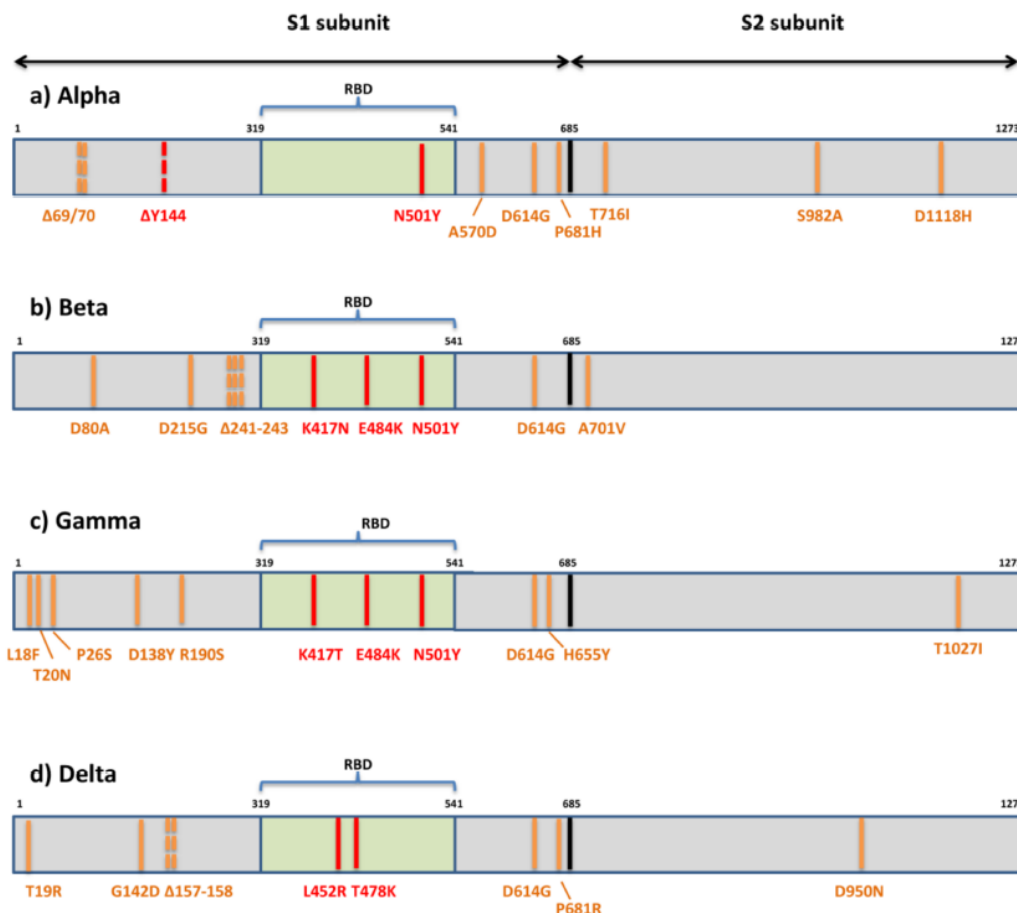 S1 subunit S2 subunit
a) Alpha
RBD
1 319 541 685 1273
Δ69/70 ΔY144 N501Y A570D D614G P681H T716I S982A D1118H
b) Beta
RBD
1 319 541 685 127
D80A D215G Δ241-243 K417N E484K N501Y D614G A701V
c) Gamma
RBD
1 319 541 685 127
L18F T20N P26S D138Y R190S K417T E484K N501Y D614G H655Y T1027I
d) Delta
RBD
1 319 541 685 127
T19R G142D Δ157-158 L452R T478K D614G P681R D950N